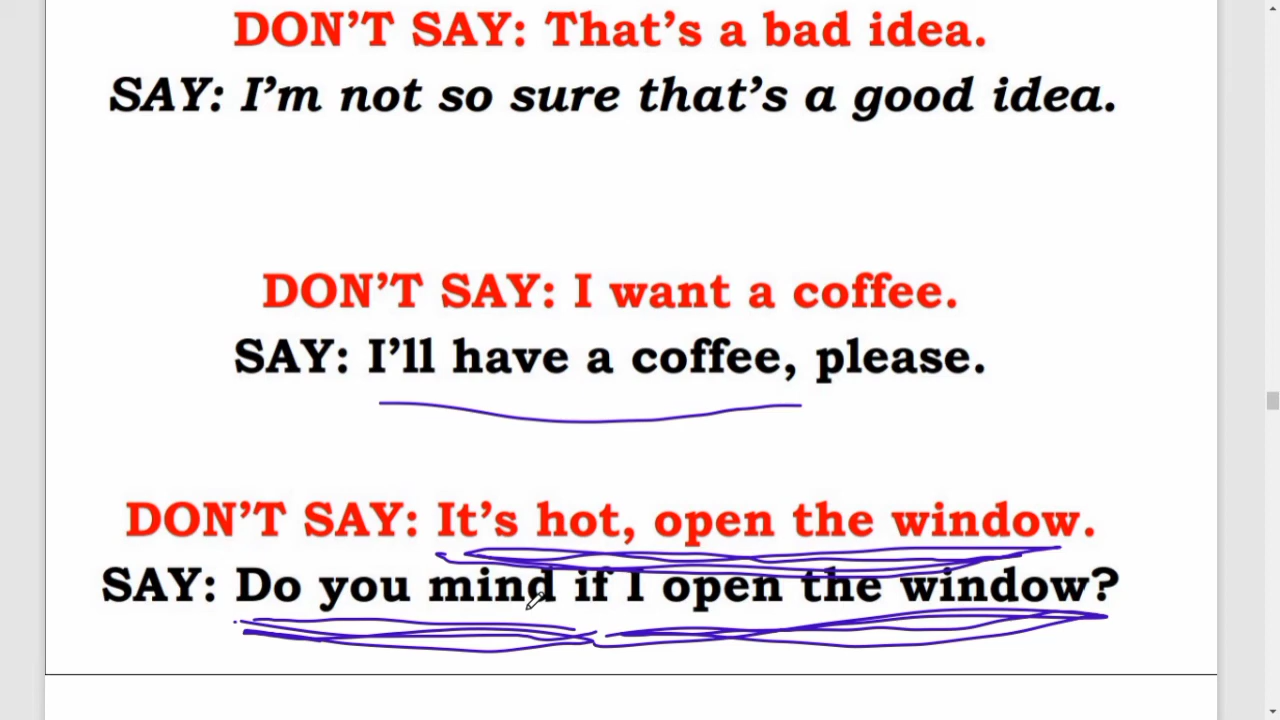 DON’T SAY: That’s a bad idea.
SAY: I’m not so sure that’s a good idea.
DON’T SAY: I want a coffee.
SAY: I’ll have a coffee, please.
DON’T SAY: It’s hot, open the window.
SAY: Do you mind if I open the window?